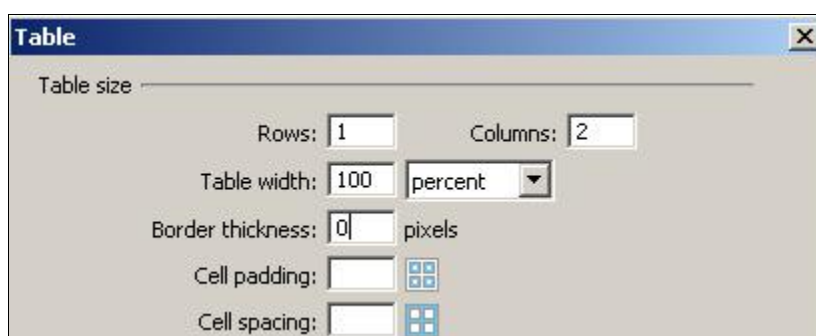 Table
Table size
Rows: 1 Columns: 2
Table width: 100 percent
Border thickness: 0 pixels
Cell padding:
Cell spacing: